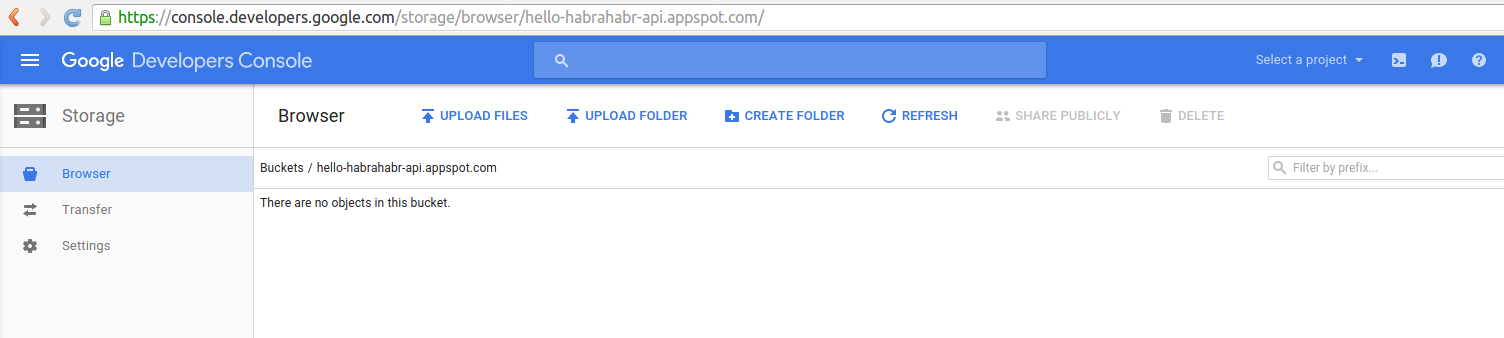 https://console.developers.google.com/storage/browser/hello-habrahabr-api.appspot.com/
Google Developers Console
Select a project
Storage
Browser
UPLOAD FILES
UPLOAD FOLDER
CREATE FOLDER
REFRESH
SHARE PUBLICLY
DELETE
Browser
Transfer
Settings
Buckets / hello-habrahabr-api.appspot.com
Filter by prefix...
There are no objects in this bucket.